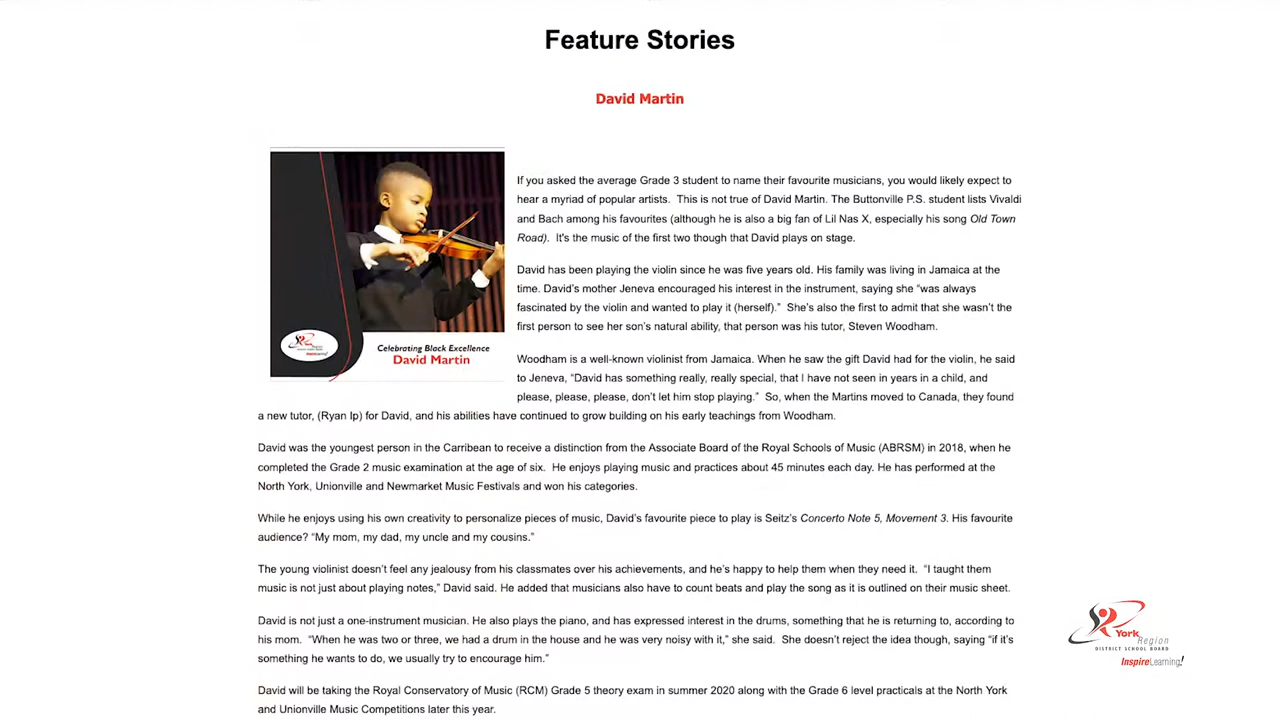 Feature Stories
David Martin
If you asked the average Grade 3 student to name their favourite musicians, you would likely expect to
hear a myriad of popular artists. This is not true of David Martin. The Buttonville P.S. student lists Vivaldi
and Bach among his favourites (although he is also a big fan of Lil Nas X, especially his song Old Town
Road). It's the music of the first two though that David plays on stage.
David has been playing the violin since he was five years old. His family was living in Jamaica at the
time. David's mother Jeneva encouraged his interest in the instrument, saying she “was always
fascinated by the violin and wanted to play it (herself).” She's also the first to admit that she wasn't the
first person to see her son's natural ability, that person was his tutor, Steven Woodham.
Celebrating Black Excellence
David Martin
Woodham is a well-known violinist from Jamaica. When he saw the gift David had for the violin, he said
to Jeneva, “David has something really, really special, that I have not seen in years in a child, and
please, please, please, don't let him stop playing.” So, when the Martins moved to Canada, they found
a new tutor, (Ryan Ip) for David, and his abilities have continued to grow building on his early teachings from Woodham.
David was the youngest person in the Carribean to receive a distinction from the Associate Board of the Royal Schools of Music (ABRSM) in 2018, when he
completed the Grade 2 music examination at the age of six. He enjoys playing music and practices about 45 minutes each day. He has performed at the
North York, Unionville and Newmarket Music Festivals and won his categories.
While he enjoys using his own creativity to personalize pieces of music, David's favourite piece to play is Seitz's Concerto Note 5, Movement 3. His favourite
audience? “My mom, my dad, my uncle and my cousins.”
The young violinist doesn't feel any jealousy from his classmates over his achievements, and he's happy to help them when they need it. “I taught them
music is not just about playing notes,” David said. He added that musicians also have to count beats and play the song as it is outlined on their music sheet.
David is not just a one-instrument musician. He also plays the piano, and has expressed interest in the drums, something that he is returning to, according to
his mom. “When he was two or three, we had a drum in the house and he was very noisy with it,” she said. She doesn't reject the idea though, saying “if it's
something he wants to do, we usually try to encourage him.”
David will be taking the Royal Conservatory of Music (RCM) Grade 5 theory exam in summer 2020 along with the Grade 6 level practicals at the North York
and Unionville Music Competitions later this year.
York Region
DISTRICT SCHOOL BOARD
InspireLearning!